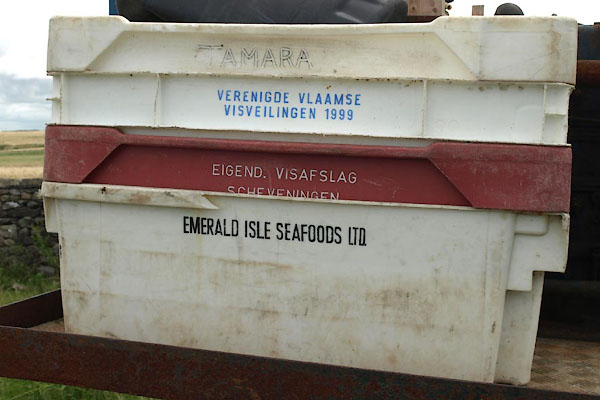 TAMARA
VERENIGDE VLAAMSE
VISVEILINGEN 1999
EIGEND. VISAFSLAG
SCHEVENINGEN
EMERALD ISLE SEAFOODS LTD.